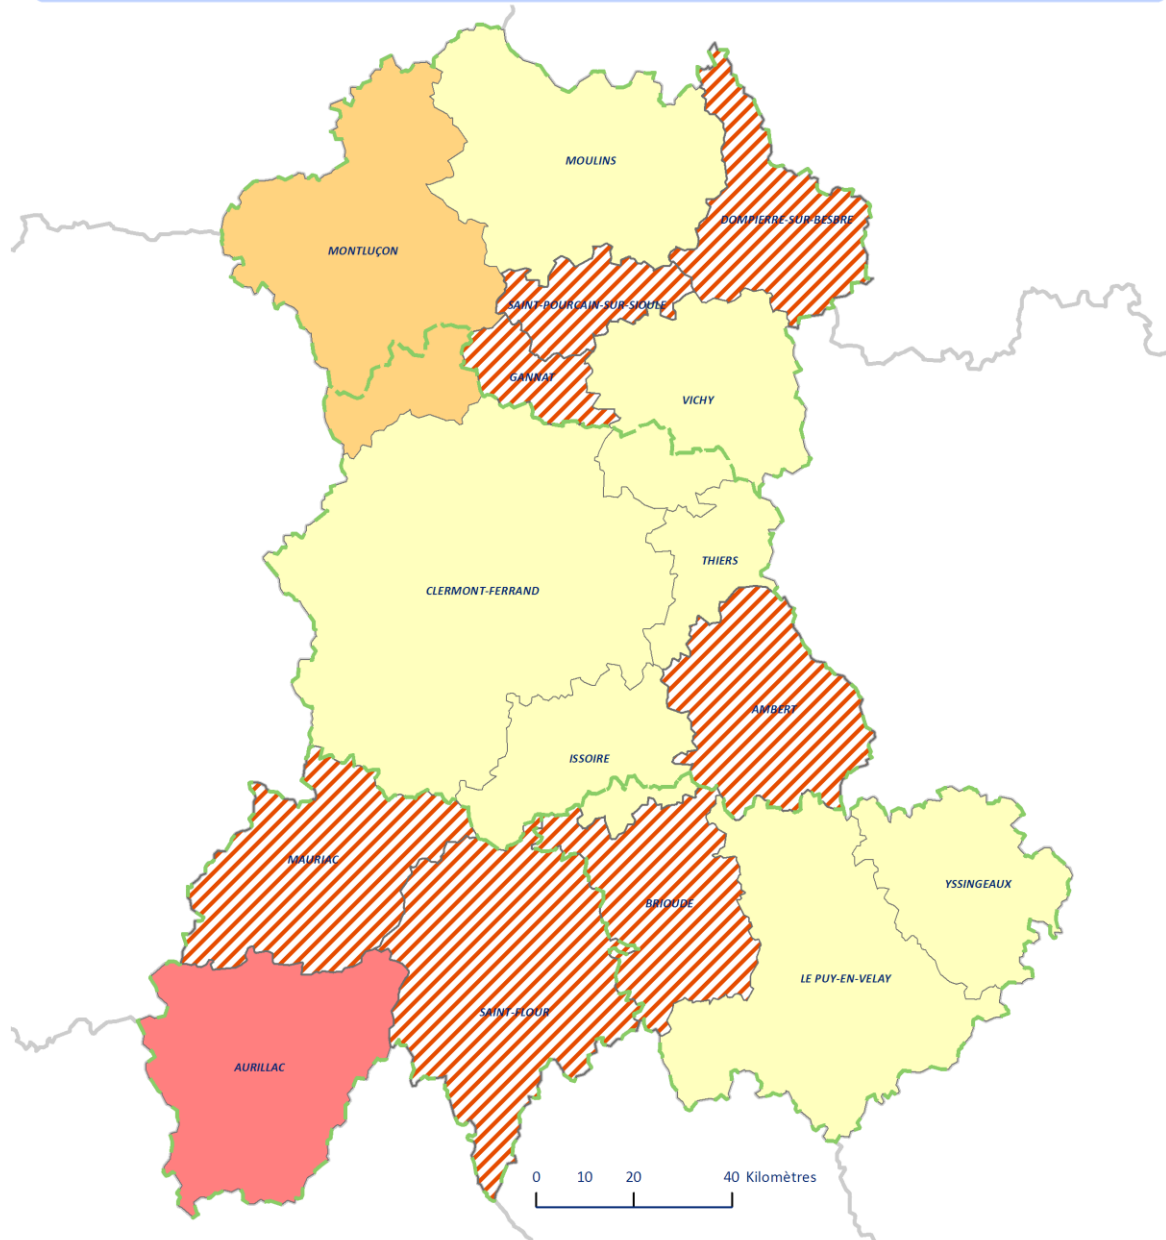 MOULINS
DOMPIERRE-SUR-BESBRE
MONTLUÇON
SAINT-POURCAIN-SUR-SIOULE
GANNAT
VICHY
THIERS
CLERMONT-FERRAND
AMBERT
ISSOIRE
MAURIAC
YSSINGEAUX
BRIOUDE
LE PUY-EN-VELAY
SAINT-FLOUR
AURILLAC
0 10 20 40 Kilomètres